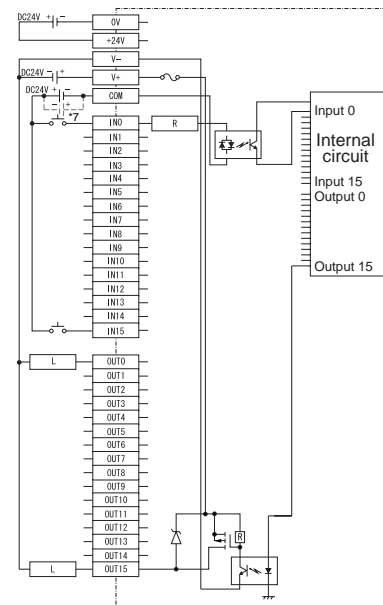 DC24V + -
0V
+24V
V-
DC24V - +
V+
DC24V + -
COM
- +
*7
IN0
R
IN1
IN2
IN3
IN4
IN5
IN6
IN7
IN8
IN9
IN10
IN11
IN12
IN13
IN14
IN15
Input 0
Internal
circuit
Input 15
Output 0
Output 15
L
OUT0
OUT1
OUT2
OUT3
OUT4
OUT5
OUT6
OUT7
OUT8
OUT9
OUT10
OUT11
OUT12
OUT13
OUT14
L
OUT15
R